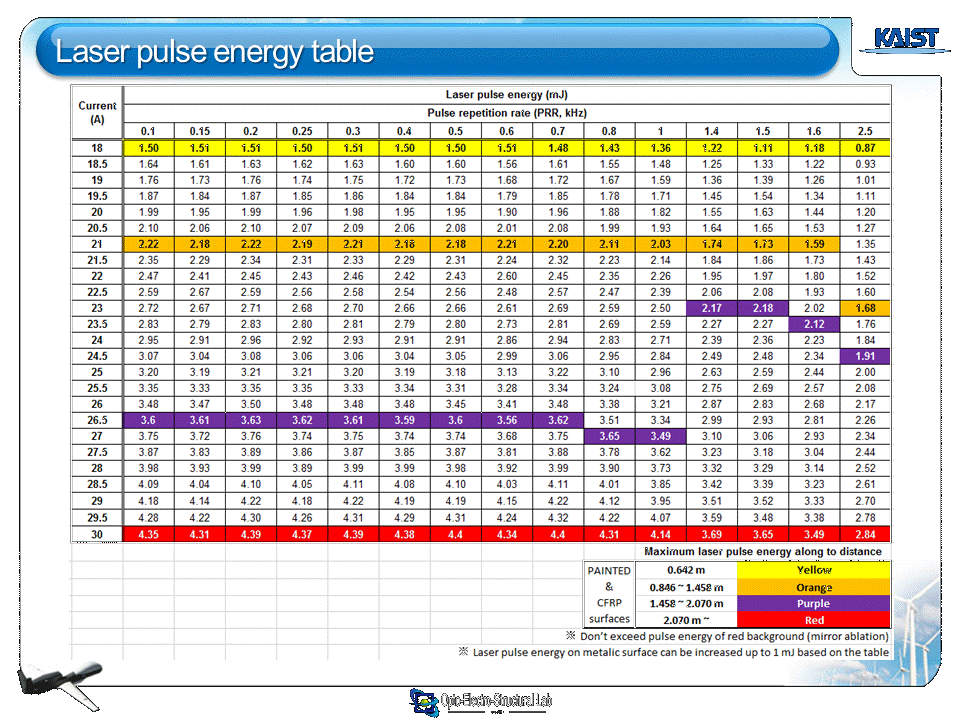 Laser pulse energy table
KAIST
Current (A)
Laser pulse energy (mJ)
Pulse repetition rate (PRR, kHz)
0.1 0.15 0.2 0.25 0.3 0.4 0.5 0.6 0.7 0.8 1 1.4 1.5 1.6 2.5
18 1.50 1.51 1.51 1.50 1.51 1.50 1.50 1.51 1.48 1.43 1.36 1.22 1.11 1.18 0.87
18.5 1.64 1.61 1.63 1.62 1.63 1.60 1.60 1.56 1.61 1.55 1.48 1.25 1.33 1.22 0.93
19 1.76 1.73 1.76 1.74 1.75 1.72 1.73 1.68 1.72 1.67 1.59 1.36 1.39 1.26 1.01
19.5 1.87 1.84 1.87 1.85 1.86 1.84 1.84 1.79 1.85 1.78 1.71 1.45 1.54 1.34 1.11
20 1.99 1.95 1.99 1.96 1.98 1.95 1.95 1.90 1.96 1.88 1.82 1.55 1.63 1.44 1.20
20.5 2.10 2.06 2.10 2.07 2.09 2.06 2.08 2.01 2.08 1.99 1.93 1.64 1.65 1.53 1.27
21 2.22 2.18 2.22 2.19 2.21 2.18 2.18 2.21 2.20 2.11 2.03 1.74 1.73 1.59 1.35
21.5 2.35 2.29 2.34 2.31 2.33 2.29 2.31 2.24 2.32 2.23 2.14 1.84 1.86 1.73 1.43
22 2.47 2.41 2.45 2.43 2.46 2.42 2.43 2.60 2.45 2.35 2.26 1.95 1.97 1.80 1.52
22.5 2.59 2.67 2.59 2.56 2.58 2.54 2.56 2.48 2.57 2.47 2.39 2.06 2.08 1.93 1.60
23 2.72 2.67 2.71 2.68 2.70 2.66 2.66 2.61 2.69 2.59 2.50 2.17 2.18 2.02 1.68
23.5 2.83 2.79 2.83 2.80 2.81 2.79 2.80 2.73 2.81 2.69 2.59 2.27 2.27 2.12 1.76
24 2.95 2.91 2.96 2.92 2.93 2.91 2.91 2.86 2.94 2.83 2.71 2.39 2.36 2.23 1.84
24.5 3.07 3.04 3.08 3.06 3.06 3.04 3.05 2.99 3.06 2.95 2.84 2.49 2.48 2.34 1.91
25 3.20 3.19 3.21 3.21 3.20 3.19 3.18 3.13 3.22 3.10 2.96 2.63 2.59 2.44 2.00
25.5 3.35 3.33 3.35 3.35 3.33 3.34 3.31 3.28 3.34 3.24 3.08 2.75 2.69 2.57 2.08
26 3.48 3.47 3.50 3.48 3.48 3.48 3.45 3.41 3.48 3.38 3.21 2.87 2.83 2.68 2.17
26.5 3.6 3.61 3.63 3.62 3.61 3.59 3.6 3.56 3.62 3.51 3.34 2.99 2.93 2.81 2.26
27 3.75 3.72 3.76 3.74 3.75 3.74 3.74 3.68 3.75 3.65 3.49 3.10 3.06 2.93 2.34
27.5 3.87 3.83 3.89 3.86 3.87 3.85 3.87 3.81 3.88 3.78 3.62 3.23 3.18 3.04 2.44
28 3.98 3.93 3.99 3.89 3.99 3.99 3.98 3.92 3.99 3.90 3.73 3.32 3.29 3.14 2.52
28.5 4.09 4.04 4.10 4.05 4.11 4.08 4.10 4.03 4.11 4.01 3.85 3.42 3.39 3.23 2.61
29 4.18 4.14 4.22 4.18 4.22 4.19 4.19 4.15 4.22 4.12 3.95 3.51 3.52 3.33 2.70
29.5 4.28 4.22 4.30 4.26 4.31 4.29 4.31 4.24 4.32 4.22 4.07 3.59 3.48 3.38 2.78
30 4.35 4.31 4.39 4.37 4.39 4.38 4.4 4.34 4.4 4.31 4.14 3.69 3.65 3.49 2.84
Maximum laser pulse energy along to distance
PAINTED & CFRP surfaces
0.642 m Yellow
0.846 ~ 1.458 m Orange
1.458 ~ 2.070 m Purple
2.070 m ~ Red
※ Don't exceed pulse energy of red background (mirror ablation)
※ Laser pulse energy on metalic surface can be increased up to 1 mJ based on the table
Opto-Electro-Structural Lab